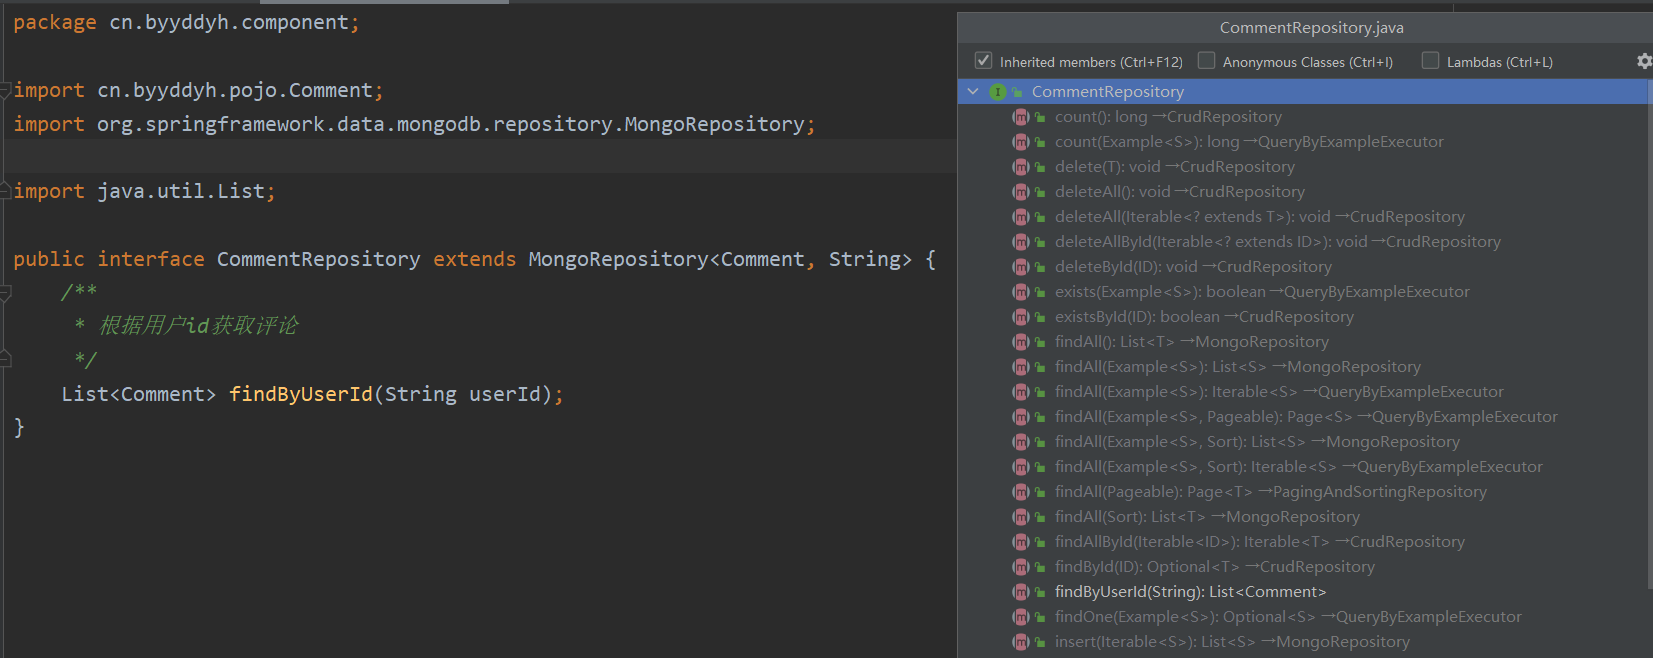 package cn.byyddyh.component;
import cn.byyddyh.pojo.Comment;
import org.springframework.data.mongodb.repository.MongoRepository;
import java.util.List;
public interface CommentRepository extends MongoRepository<Comment, String> {
/**
* 根据用户id获取评论
*/
List<Comment> findByUserId(String userId);
}
CommentRepository.java
Inherited members (Ctrl+F12) Anonymous Classes (Ctrl+I) Lambdas (Ctrl+L)
CommentRepository
count(): long →CrudRepository
count(Example<S>): long →QueryByExampleExecutor
delete(T): void →CrudRepository
deleteAll(): void →CrudRepository
deleteAll(Iterable<? extends T>): void →CrudRepository
deleteAllById(Iterable<? extends ID>): void →CrudRepository
deleteById(ID): void →CrudRepository
exists(Example<S>): boolean →QueryByExampleExecutor
existsById(ID): boolean →CrudRepository
findAll(): List<T> →MongoRepository
findAll(Example<S>): List<S> →MongoRepository
findAll(Example<S>): Iterable<S> →QueryByExampleExecutor
findAll(Example<S>, Pageable): Page<S> →QueryByExampleExecutor
findAll(Example<S>, Sort): List<S> →MongoRepository
findAll(Example<S>, Sort): Iterable<S> →QueryByExampleExecutor
findAll(Pageable): Page<T> →PagingAndSortingRepository
findAll(Sort): List<T> →MongoRepository
findAllById(Iterable<ID>): Iterable<T> →CrudRepository
findById(ID): Optional<T> →CrudRepository
findByUserId(String): List<Comment>
findOne(Example<S>): Optional<S> →QueryByExampleExecutor
insert(Iterable<S>): List<S> →MongoRepository